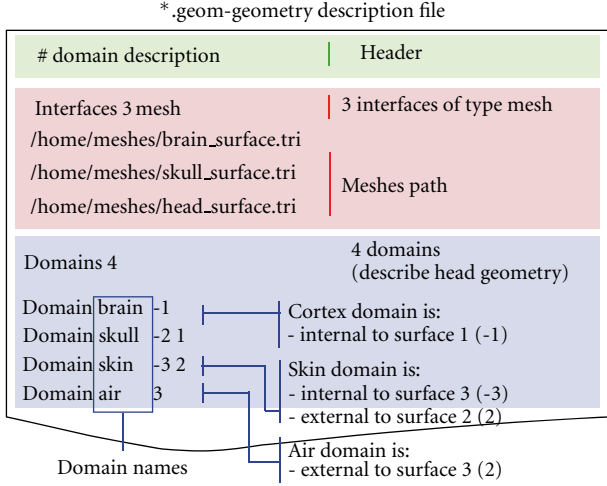 *.geom-geometry description file
# domain description
Header
Interfaces 3 mesh
3 interfaces of type mesh
/home/meshes/brain_surface.tri
/home/meshes/skull_surface.tri
/home/meshes/head_surface.tri
Meshes path
Domains 4
4 domains
(describe head geometry)
Domain brain -1
Domain skull -2 1
Domain skin -3 2
Domain air 3
Cortex domain is:
- internal to surface 1 (-1)
Skin domain is:
- internal to surface 3 (-3)
- external to surface 2 (2)
Air domain is:
- external to surface 3 (2)
Domain names